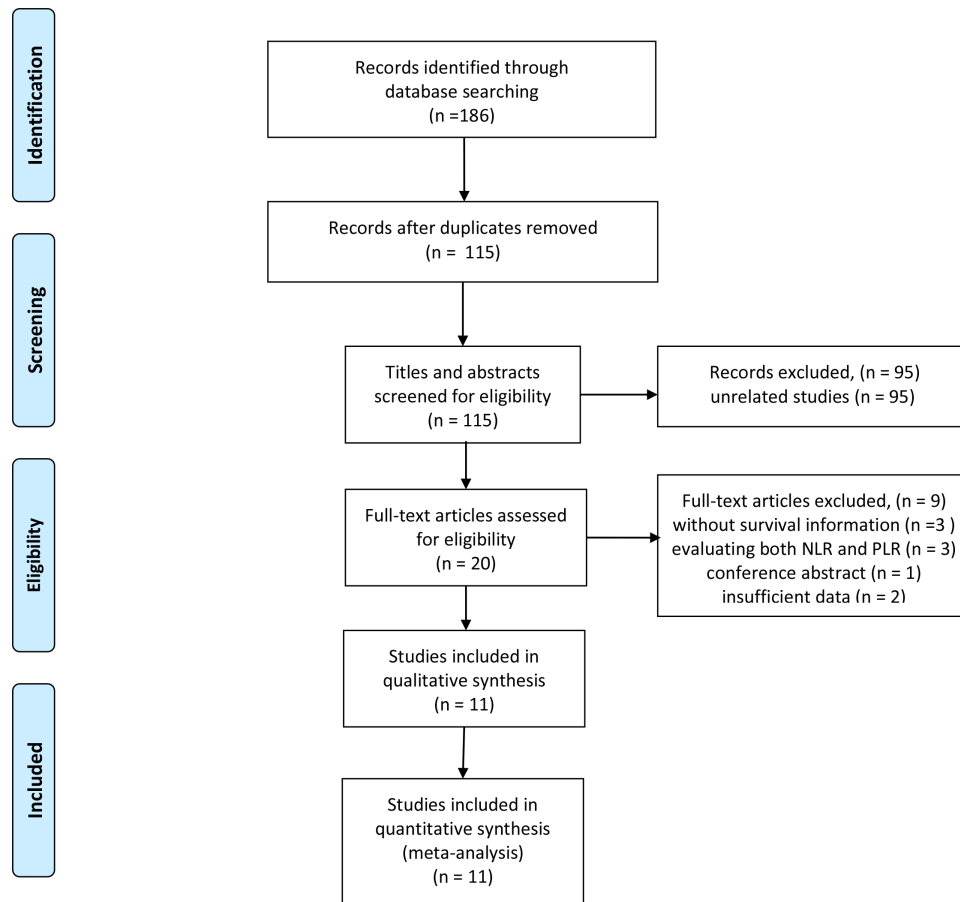 Identification
Records identified through
database searching
(n =186)
Records after duplicates removed
(n =  115)
Screening
Titles and abstracts
screened for eligibility
(n = 115)
Records excluded, (n = 95)
unrelated studies (n = 95)
Eligibility
Full-text articles assessed
for eligibility
(n = 20)
Full-text articles excluded, (n = 9)
without survival information (n =3 )
evaluating both NLR and PLR (n = 3)
conference abstract (n = 1)
insufficient data (n = 2)
Studies included in
qualitative synthesis
(n = 11)
Included
Studies included in
quantitative synthesis
(meta-analysis)
(n = 11)